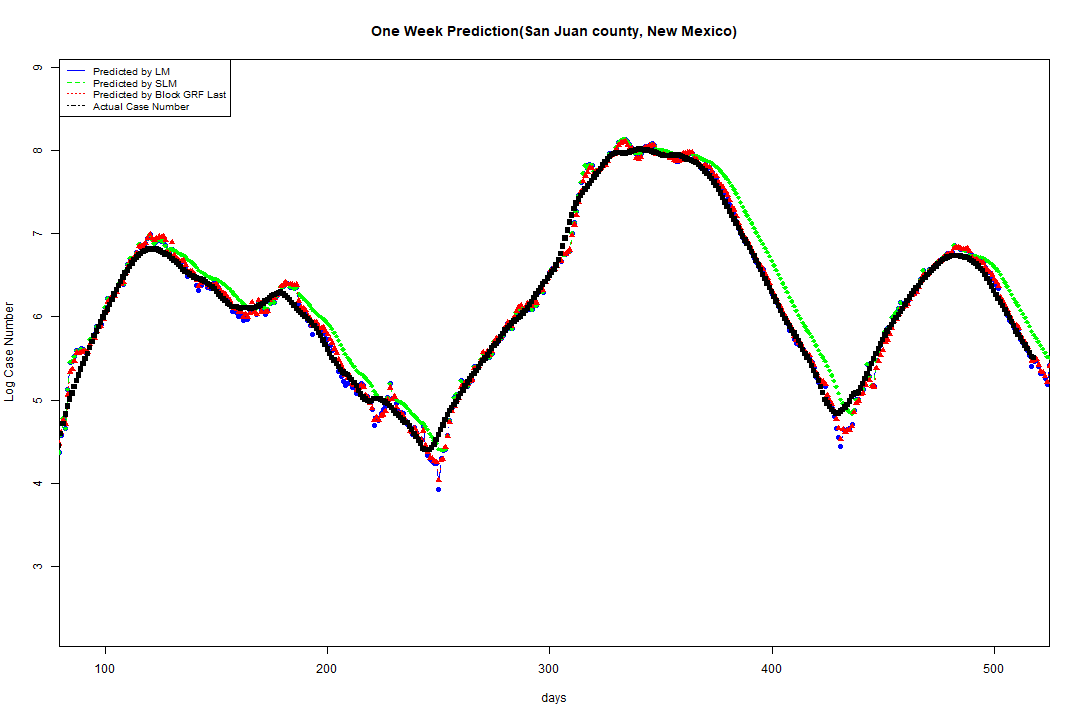 One Week Prediction(San Juan county, New Mexico)
Predicted by LM
Predicted by SLM
Predicted by Block GRF Last
Actual Case Number
9
8
7
6
5
4
3
Log Case Number
100 200 300 400 500
days